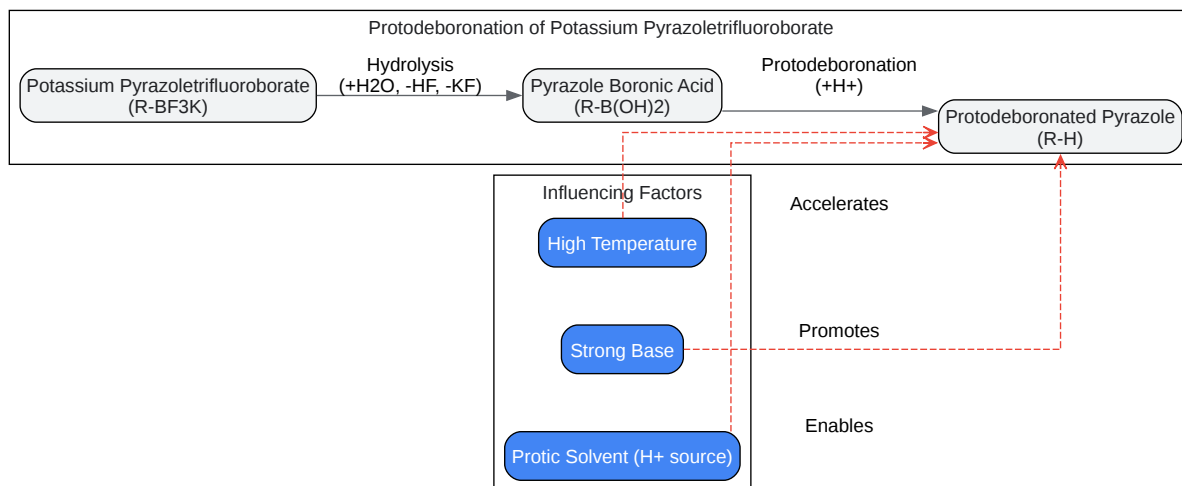 Protodeboronation of Potassium Pyrazoletrifluoroborate
Potassium Pyrazoletrifluoroborate
(R-BF3K)
Hydrolysis
(+H2O, -HF, -KF)
Pyrazole Boronic Acid
(R-B(OH)2)
Protodeboronation
(+H+)
Protodeboronated Pyrazole
(R-H)
Influencing Factors
High Temperature
Accelerates
Strong Base
Promotes
Protic Solvent (H+ source)
Enables